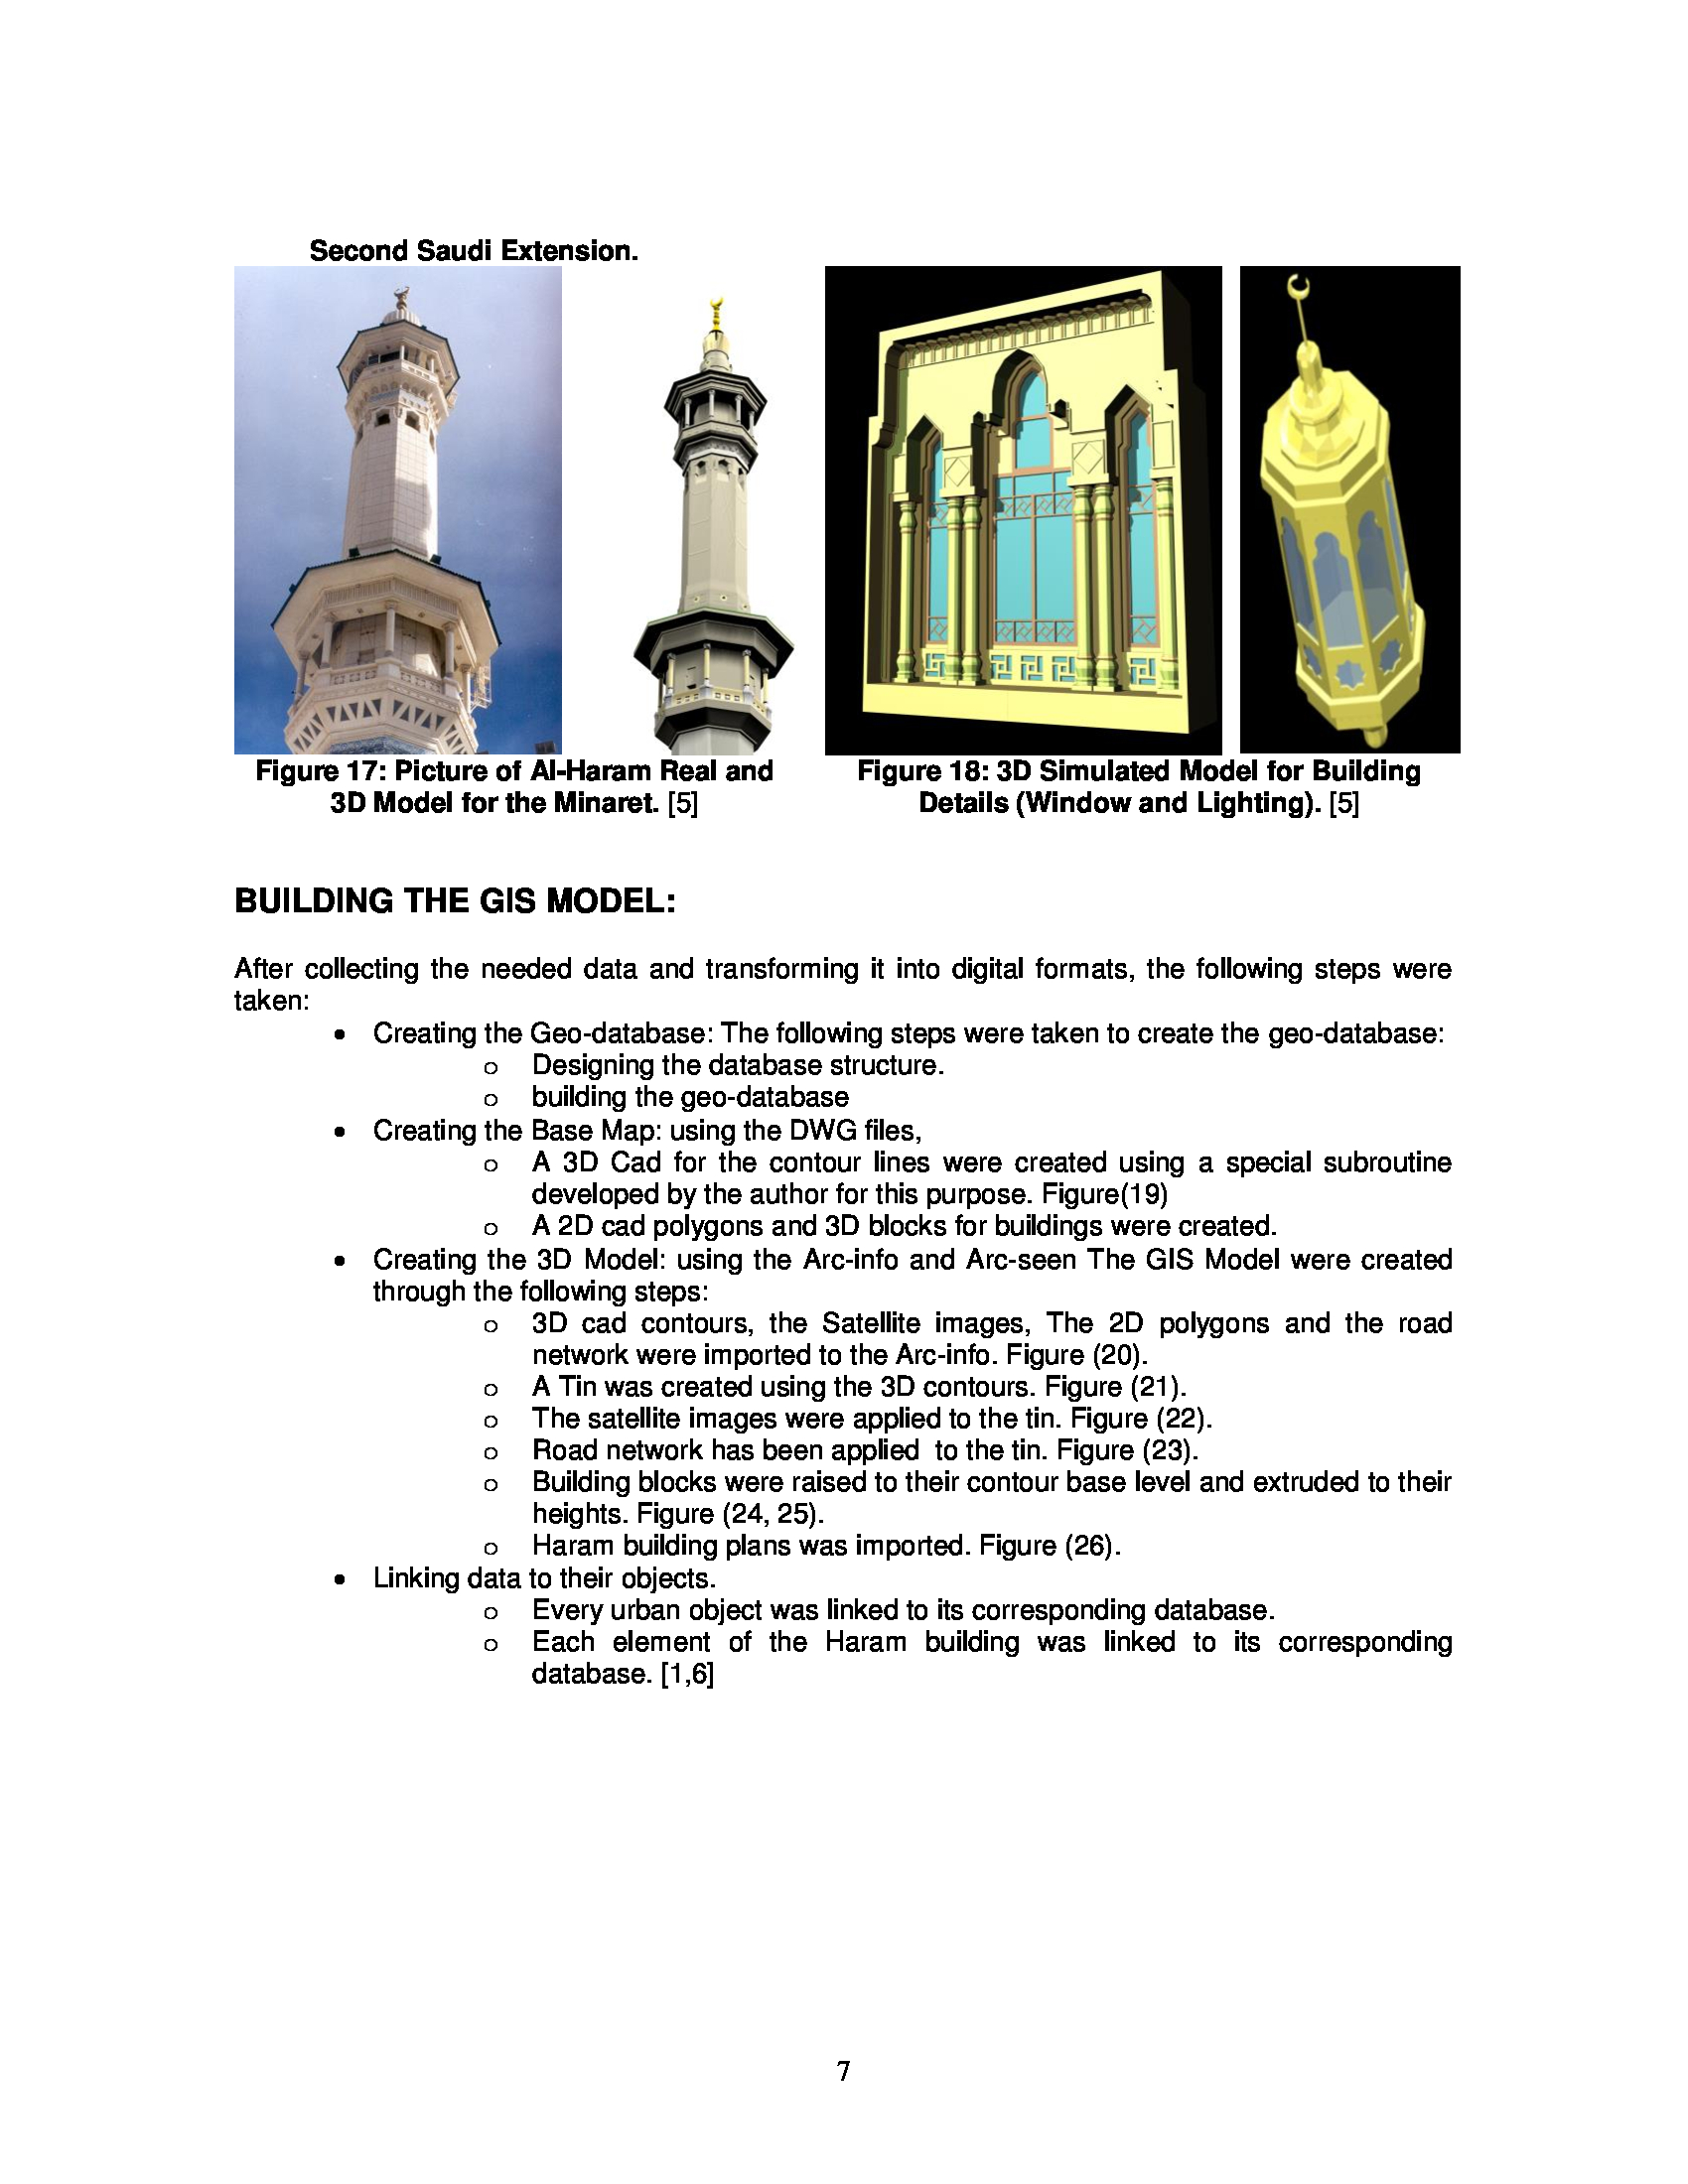 Second Saudi Extension.
Figure 17: Picture of Al-Haram Real and
3D Model for the Minaret. [5]
Figure 18: 3D Simulated Model for Building
Details (Window and Lighting). [5]
BUILDING THE GIS MODEL:
After collecting the needed data and transforming it into digital formats, the following steps were
taken:
• Creating the Geo-database: The following steps were taken to create the geo-database:
o Designing the database structure.
o building the geo-database
• Creating the Base Map: using the DWG files,
o A 3D Cad for the contour lines were created using a special subroutine
developed by the author for this purpose. Figure(19)
o A 2D cad polygons and 3D blocks for buildings were created.
• Creating the 3D Model: using the Arc-info and Arc-seen The GIS Model were created
through the following steps:
o 3D cad contours, the Satellite images, The 2D polygons and the road
network were imported to the Arc-info. Figure (20).
o A Tin was created using the 3D contours. Figure (21).
o The satellite images were applied to the tin. Figure (22).
o Road network has been applied  to the tin. Figure (23).
o Building blocks were raised to their contour base level and extruded to their
heights. Figure (24, 25).
o Haram building plans was imported. Figure (26).
• Linking data to their objects.
o Every urban object was linked to its corresponding database.
o Each element of the Haram building was linked to its corresponding
database. [1,6]
7